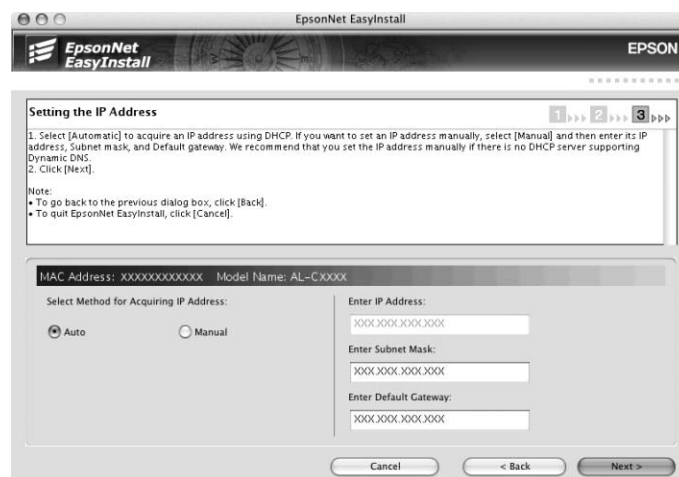 EpsonNet EasyInstall
EpsonNet
EasyInstall
EPSON
Setting the IP Address
1 2 3
1. Select [Automatic] to acquire an IP address using DHCP. If you want to set an IP address manually, select [Manual] and then enter its IP
address, Subnet mask, and Default gateway. We recommend that you set the IP address manually if there is no DHCP server supporting
Dynamic DNS.
2. Click [Next].
Note:
• To go back to the previous dialog box, click [Back].
• To quit EpsonNet EasyInstall, click [Cancel].
MAC Address: XXXXXXXXXXXX Model Name: AL-CXXXX
Select Method for Acquiring IP Address:
Auto
Manual
Enter IP Address:
XXX.XXX.XXX.XXX
Enter Subnet Mask:
XXX.XXX.XXX.XXX
Enter Default Gateway:
XXX.XXX.XXX.XXX
Cancel
< Back
Next >